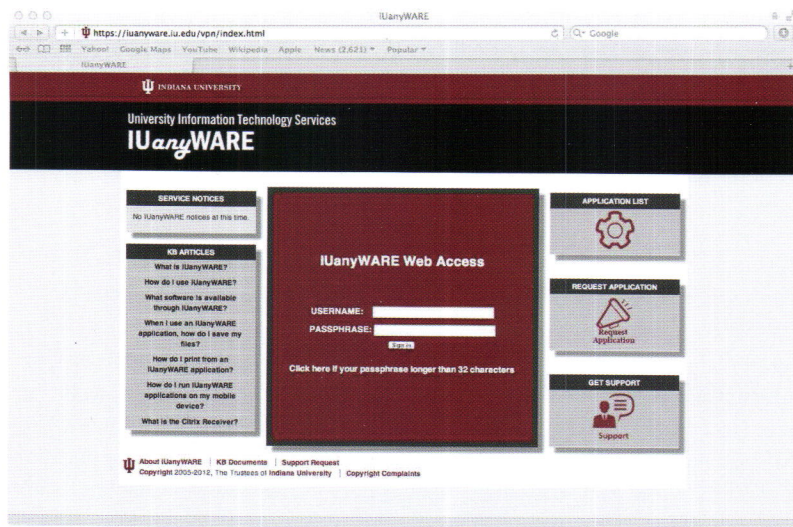 IUanyWARE
https://iuanyware.iu.edu/vpn/index.html
Google
Yahoo! Google Maps YouTube Wikipedia Apple News (2,621) Popular
IUanyWARE
INDIANA UNIVERSITY
University Information Technology Services
IUanyWARE
SERVICE NOTICES
No IUanyWARE notices at this time.
KB ARTICLES
What is IUanyWARE?
How do I use IUanyWARE?
What software is available
through IUanyWARE?
When I use an IUanyWARE
application, how do I save my
files?
How do I print from an
IUanyWARE application?
How do I run IUanyWARE
applications on my mobile
device?
What is the Citrix Receiver?
IUanyWARE Web Access
USERNAME:
PASSPHRASE:
Sign in
Click here if your passphrase longer than 32 characters
APPLICATION LIST
REQUEST APPLICATION
Request
Application
GET SUPPORT
Support
About IUanyWARE | KB Documents | Support Request
Copyright 2005-2012, The Trustees of Indiana University | Copyright Complaints